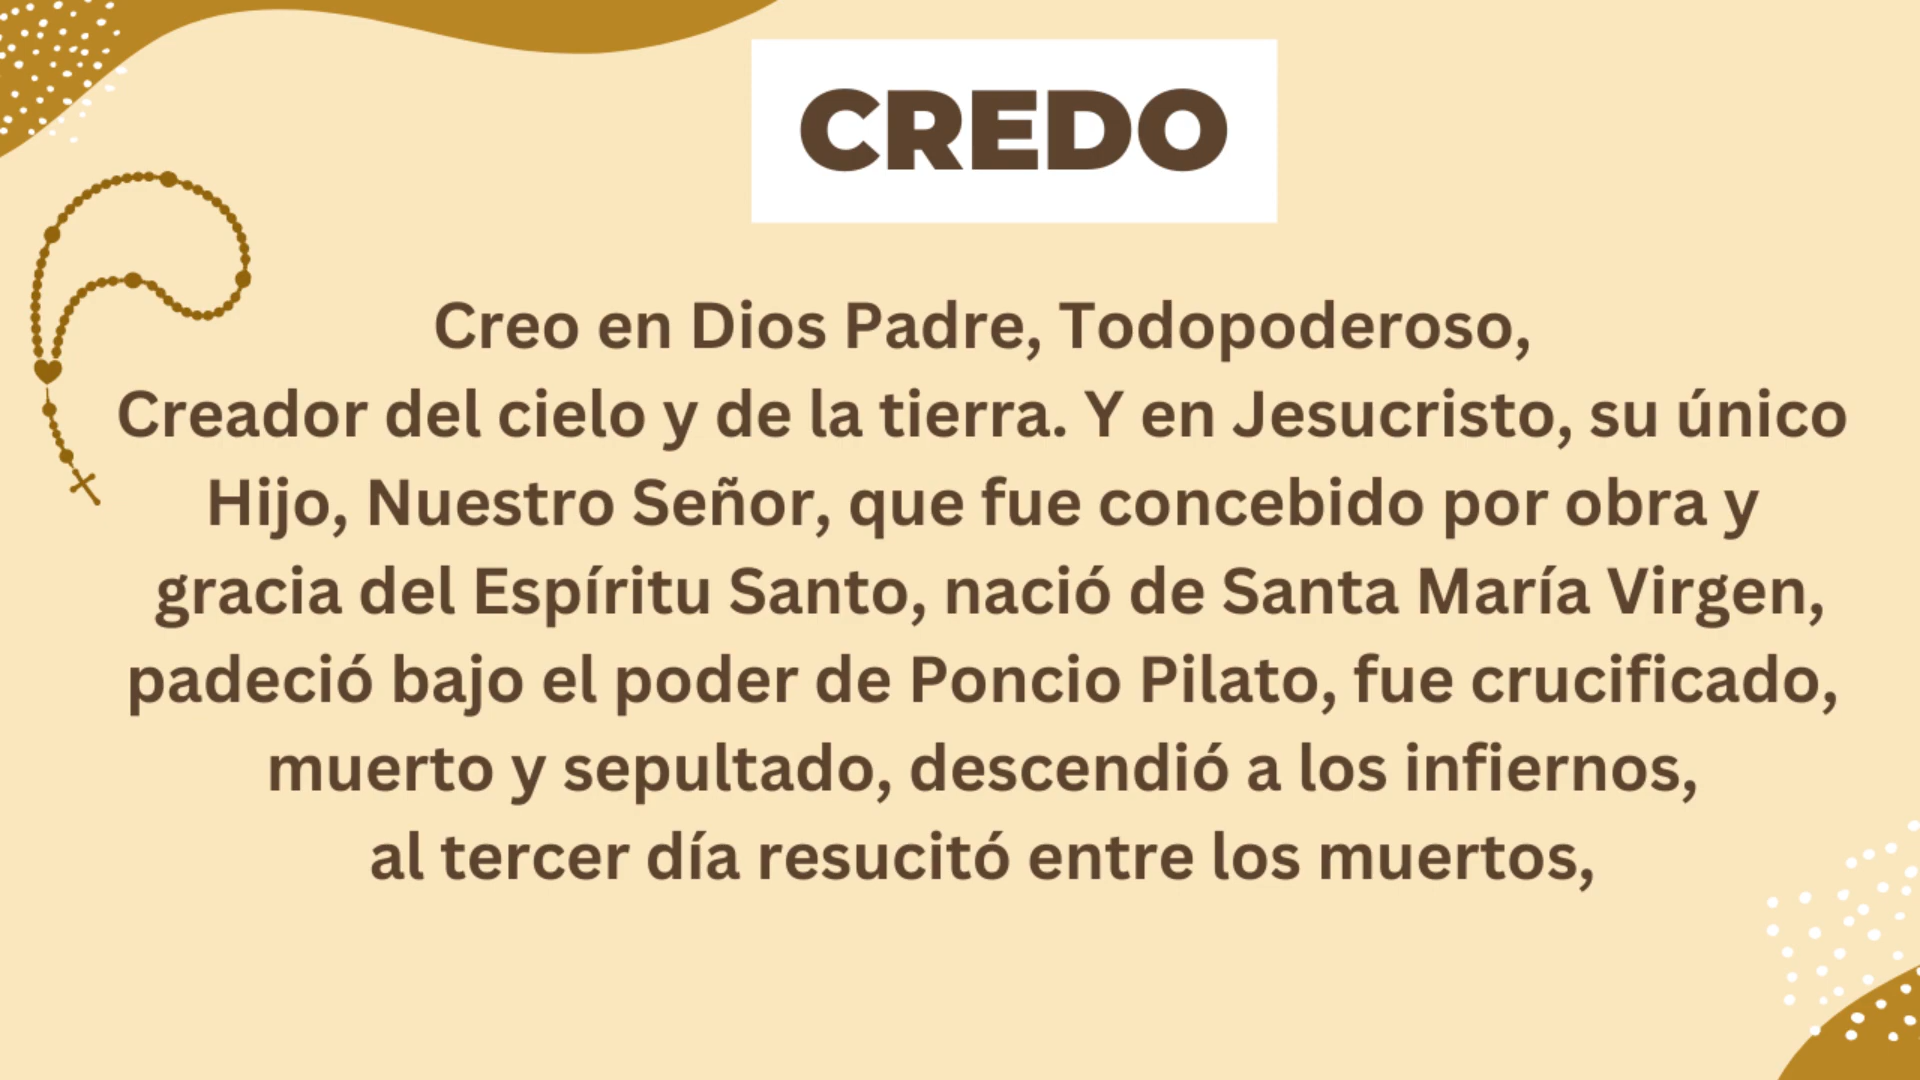 CREDO
Creo en Dios Padre, Todopoderoso,
Creador del cielo y de la tierra. Y en Jesucristo, su único
Hijo, Nuestro Señor, que fue concebido por obra y
gracia del Espíritu Santo, nació de Santa María Virgen,
padeció bajo el poder de Poncio Pilato, fue crucificado,
muerto y sepultado, descendió a los infiernos,
al tercer día resucitó entre los muertos,